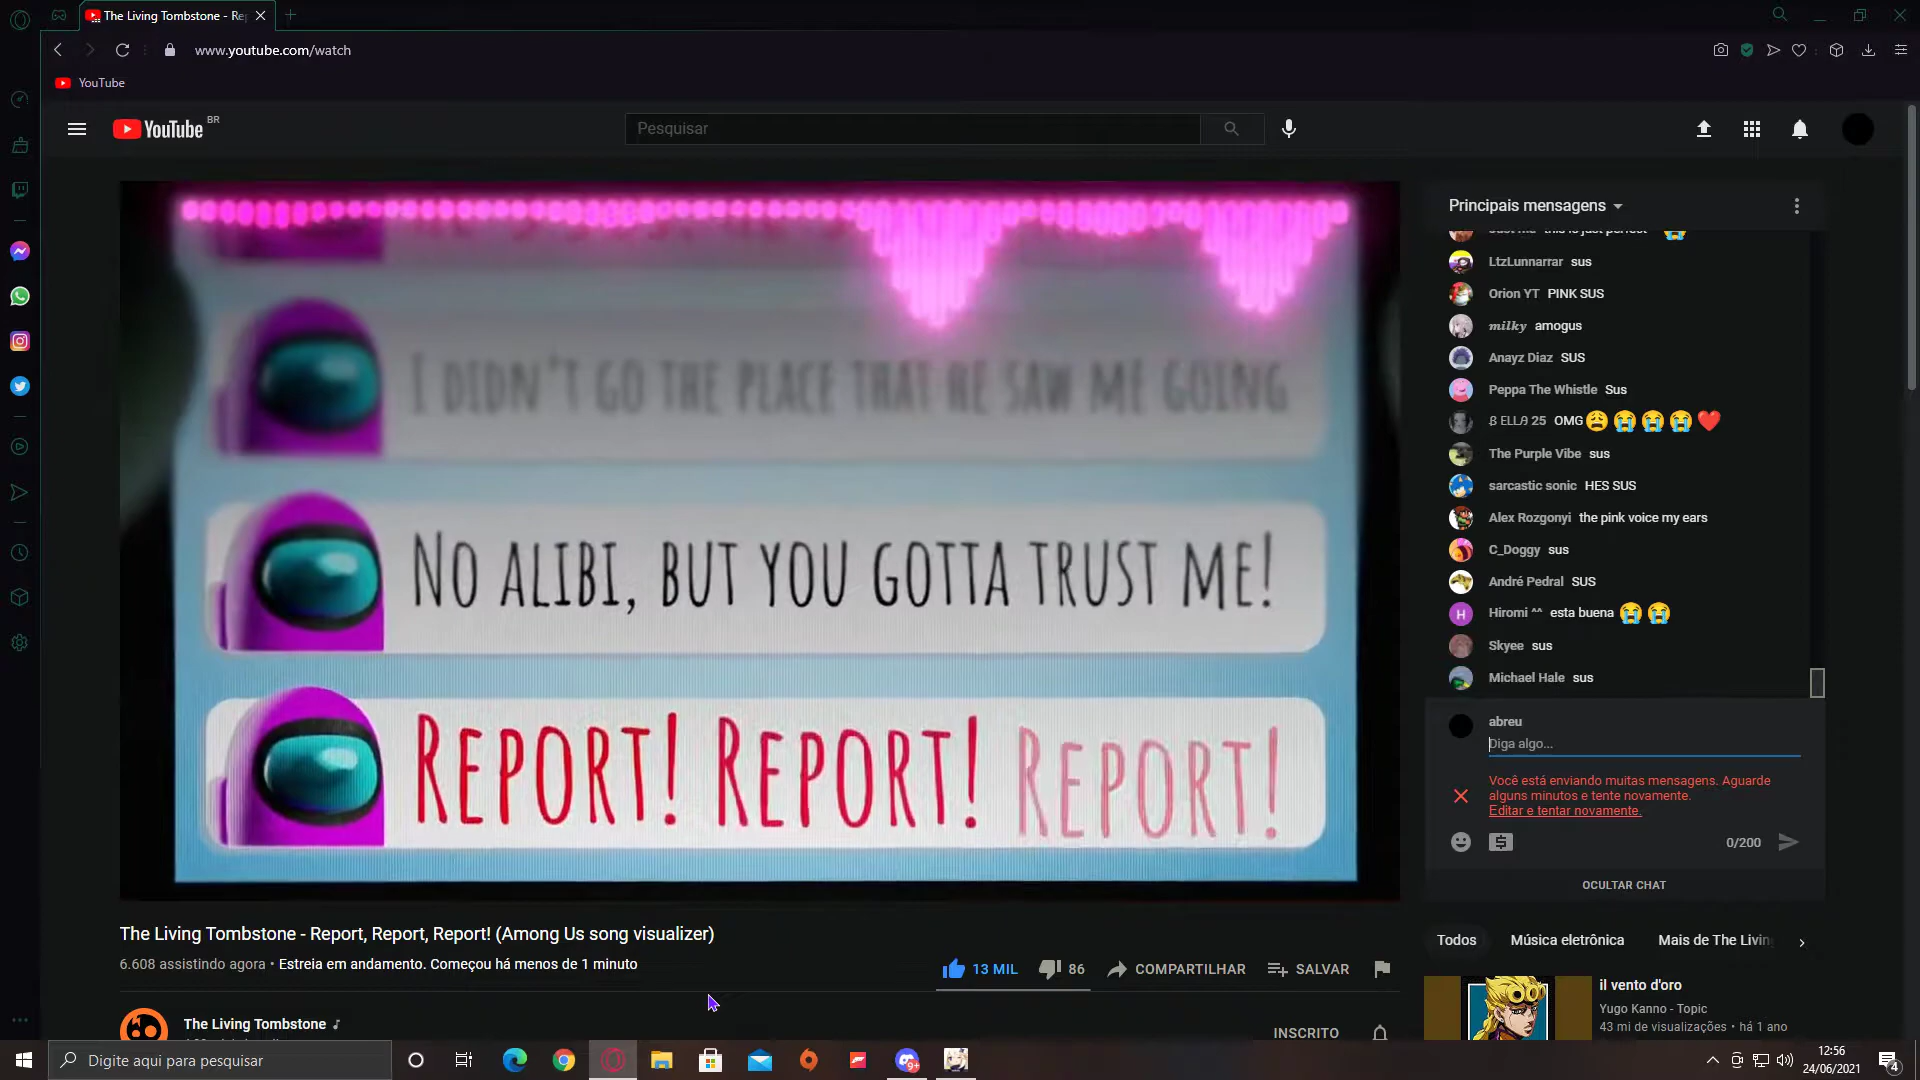 The Living Tombstone - Re
www.youtube.com/watch
YouTube
YouTube BR
Pesquisar
I didn't go the place that he saw me going
No alibi, but you gotta trust me!
Report! Report! Report!
Principais mensagens
LtzLunnarrar sus
Orion YT PINK SUS
milky amogus
Anayz Diaz SUS
Peppa The Whistle Sus
OMG😩😭😭😭❤️
The Purple Vibe sus
sarcastic sonic HES SUS
Alex Rozgonyi the pink voice my ears
C_Doggy sus
André Pedral SUS
H Hiromi ^^ esta buena 😭😭
Skyee sus
Michael Hale sus
abreu
Diga algo...
Você está enviando muitas mensagens. Aguarde
alguns minutos e tente novamente.
Editar e tentar novamente.
0/200
OCULTAR CHAT
The Living Tombstone - Report, Report, Report! (Among Us song visualizer)
6.608 assistindo agora • Estreia em andamento. Começou há menos de 1 minuto
13 MIL 86 COMPARTILHAR SALVAR
The Living Tombstone
INSCRITO
Todos Música eletrônica Mais de The Livin
il vento d'oro
Yugo Kanno - Topic
43 mi de visualizações • há 1 ano
Digite aqui para pesquisar
9+
12:56
24/06/2021
4